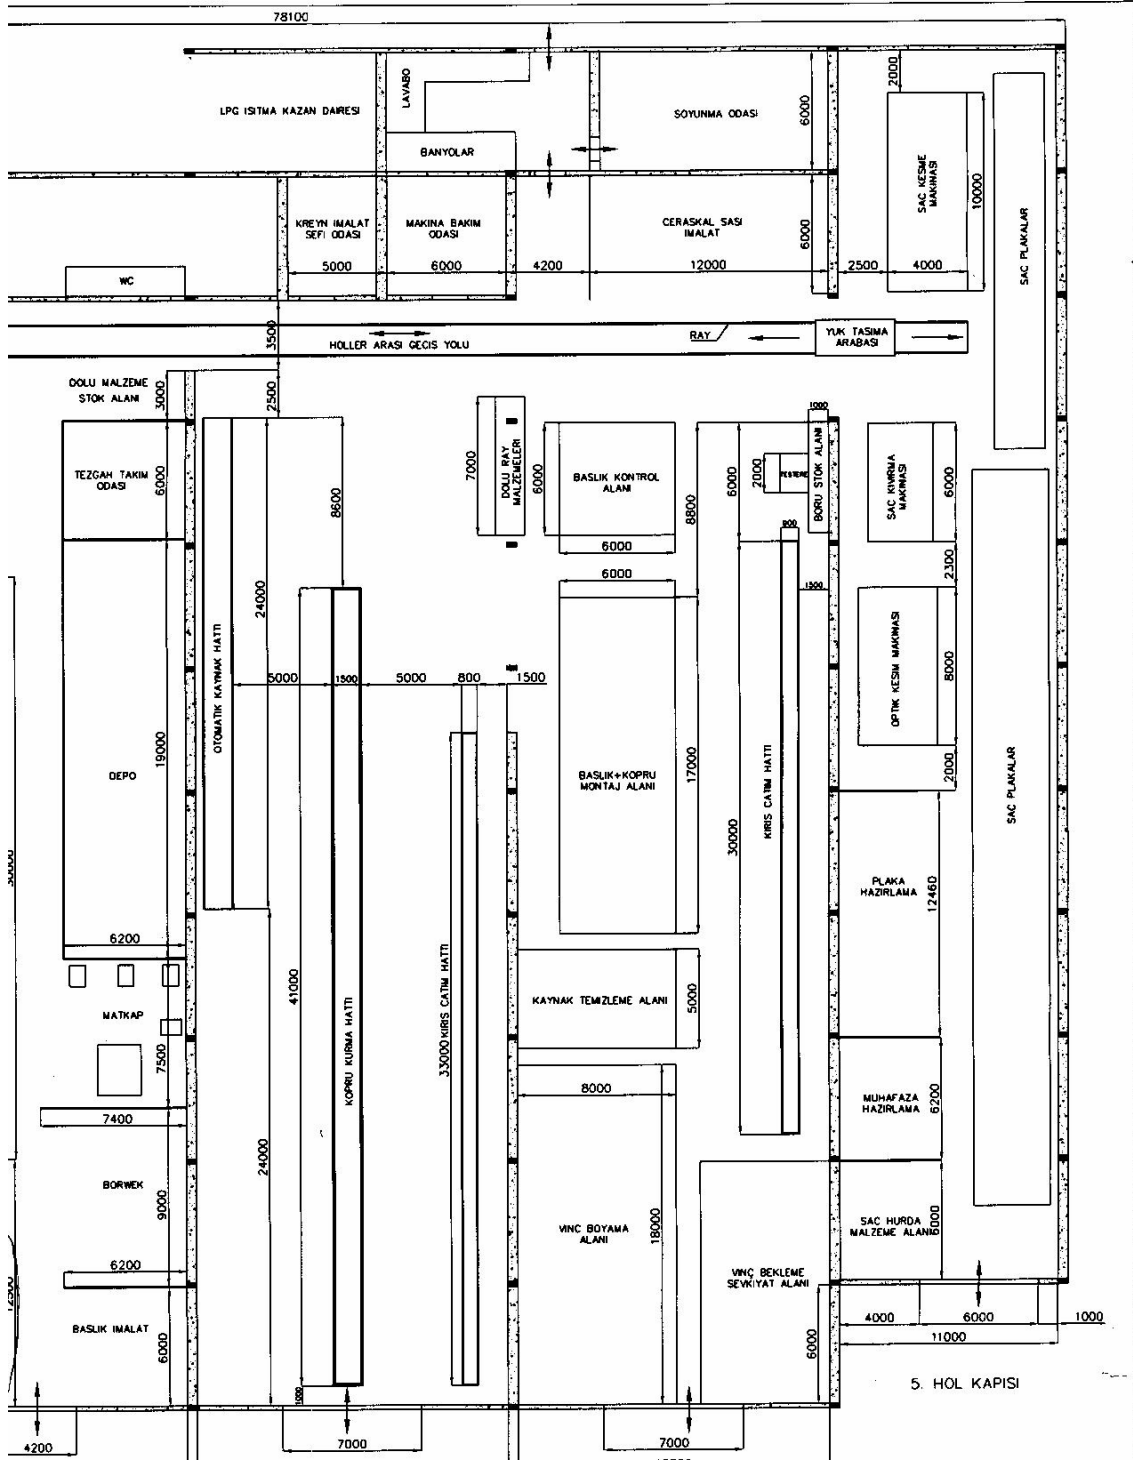 78100
LPG ISITMA KAZAN DAIRESI
LAVABO
BANYOLAR
SOYUNMA ODASI
6000
2000
SAC KESME
MAKINASI
10000
SAC PLAKALAR
KREYN IMALAT
SEFI ODASI
MAKINA BAKIM
ODASI
CERASKAL SASI
IMALAT
6000
5000
6000
4200
12000
2500
4000
WC
3500
HOLLER ARASI GECIS YOLU
RAY
YUK TASIMA
ARABASI
DOLU MALZEME
STOK ALANI
3000
2500
TEZGAH TAKIM
ODASI
6000
8600
7000
DOLU RAY
MALZEMELERI
6000
BASLIK KONTROL
ALANI
6000
8800
6000
2000
TESTERE
1000
BORU STOK ALANI
SAC KIVIRMA
MAKINASI
6000
900
1500
2300
OTOMATIK KAYNAK HATTI
24000
5000
1500
5000
800
1500
6000
DEPO
19000
BASLIK+KOPRU
MONTAJ ALANI
17000
30000
KIRIS CATIM HATTI
OPTIK KESIM MAKINASI
8000
2000
SAC PLAKALAR
PLAKA
HAZIRLAMA
12460
30000
6200
MATKAP
7500
7400
41000
KOPRU KURMA HATTI
33000 KIRIS CATIM HATTI
KAYNAK TEMIZLEME ALANI
5000
8000
MUHAFAZA
HAZIRLAMA
6200
BORWEK
9000
24000
6200
VINC BOYAMA
ALANI
18000
SAC HURDA
MALZEME ALANI
6000
VINÇ BEKLEME
SEVKIYAT ALANI
12500
BASLIK IMALAT
6000
1000
6000
4000
6000
1000
11000
5. HOL KAPISI
4200
7000
7000